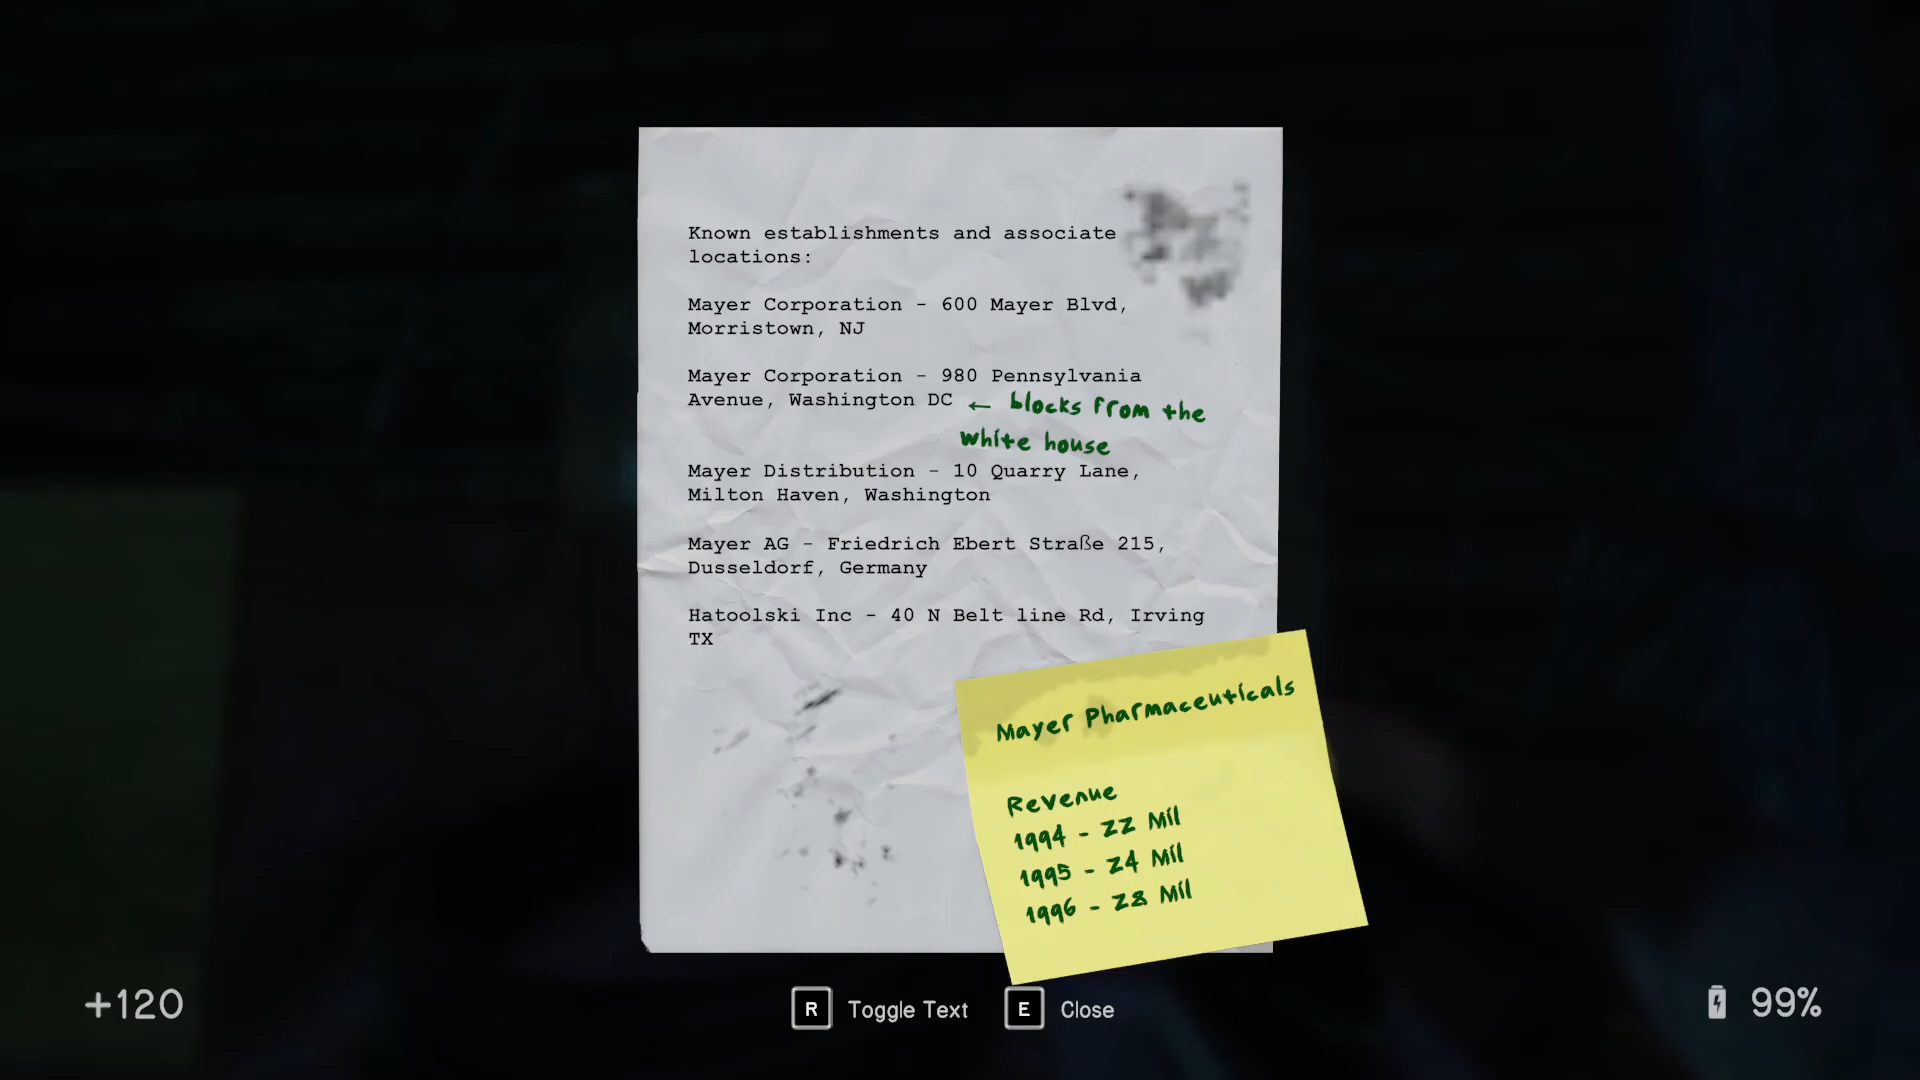 Known establishments and associate
locations:
Mayer Corporation - 600 Mayer Blvd,
Morristown, NJ
Mayer Corporation - 980 Pennsylvania
Avenue, Washington DC ← blocks from the
white house
Mayer Distribution - 10 Quarry Lane,
Milton Haven, Washington
Mayer AG - Friedrich Ebert Straße 215,
Dusseldorf, Germany
Hatoolski Inc - 40 N Belt line Rd, Irving
TX
Mayer Pharmaceuticals
Revenue
1994 - 22 Mil
1995 - 24 Mil
1996 - 28 Mil
+120
R Toggle Text E Close
99%